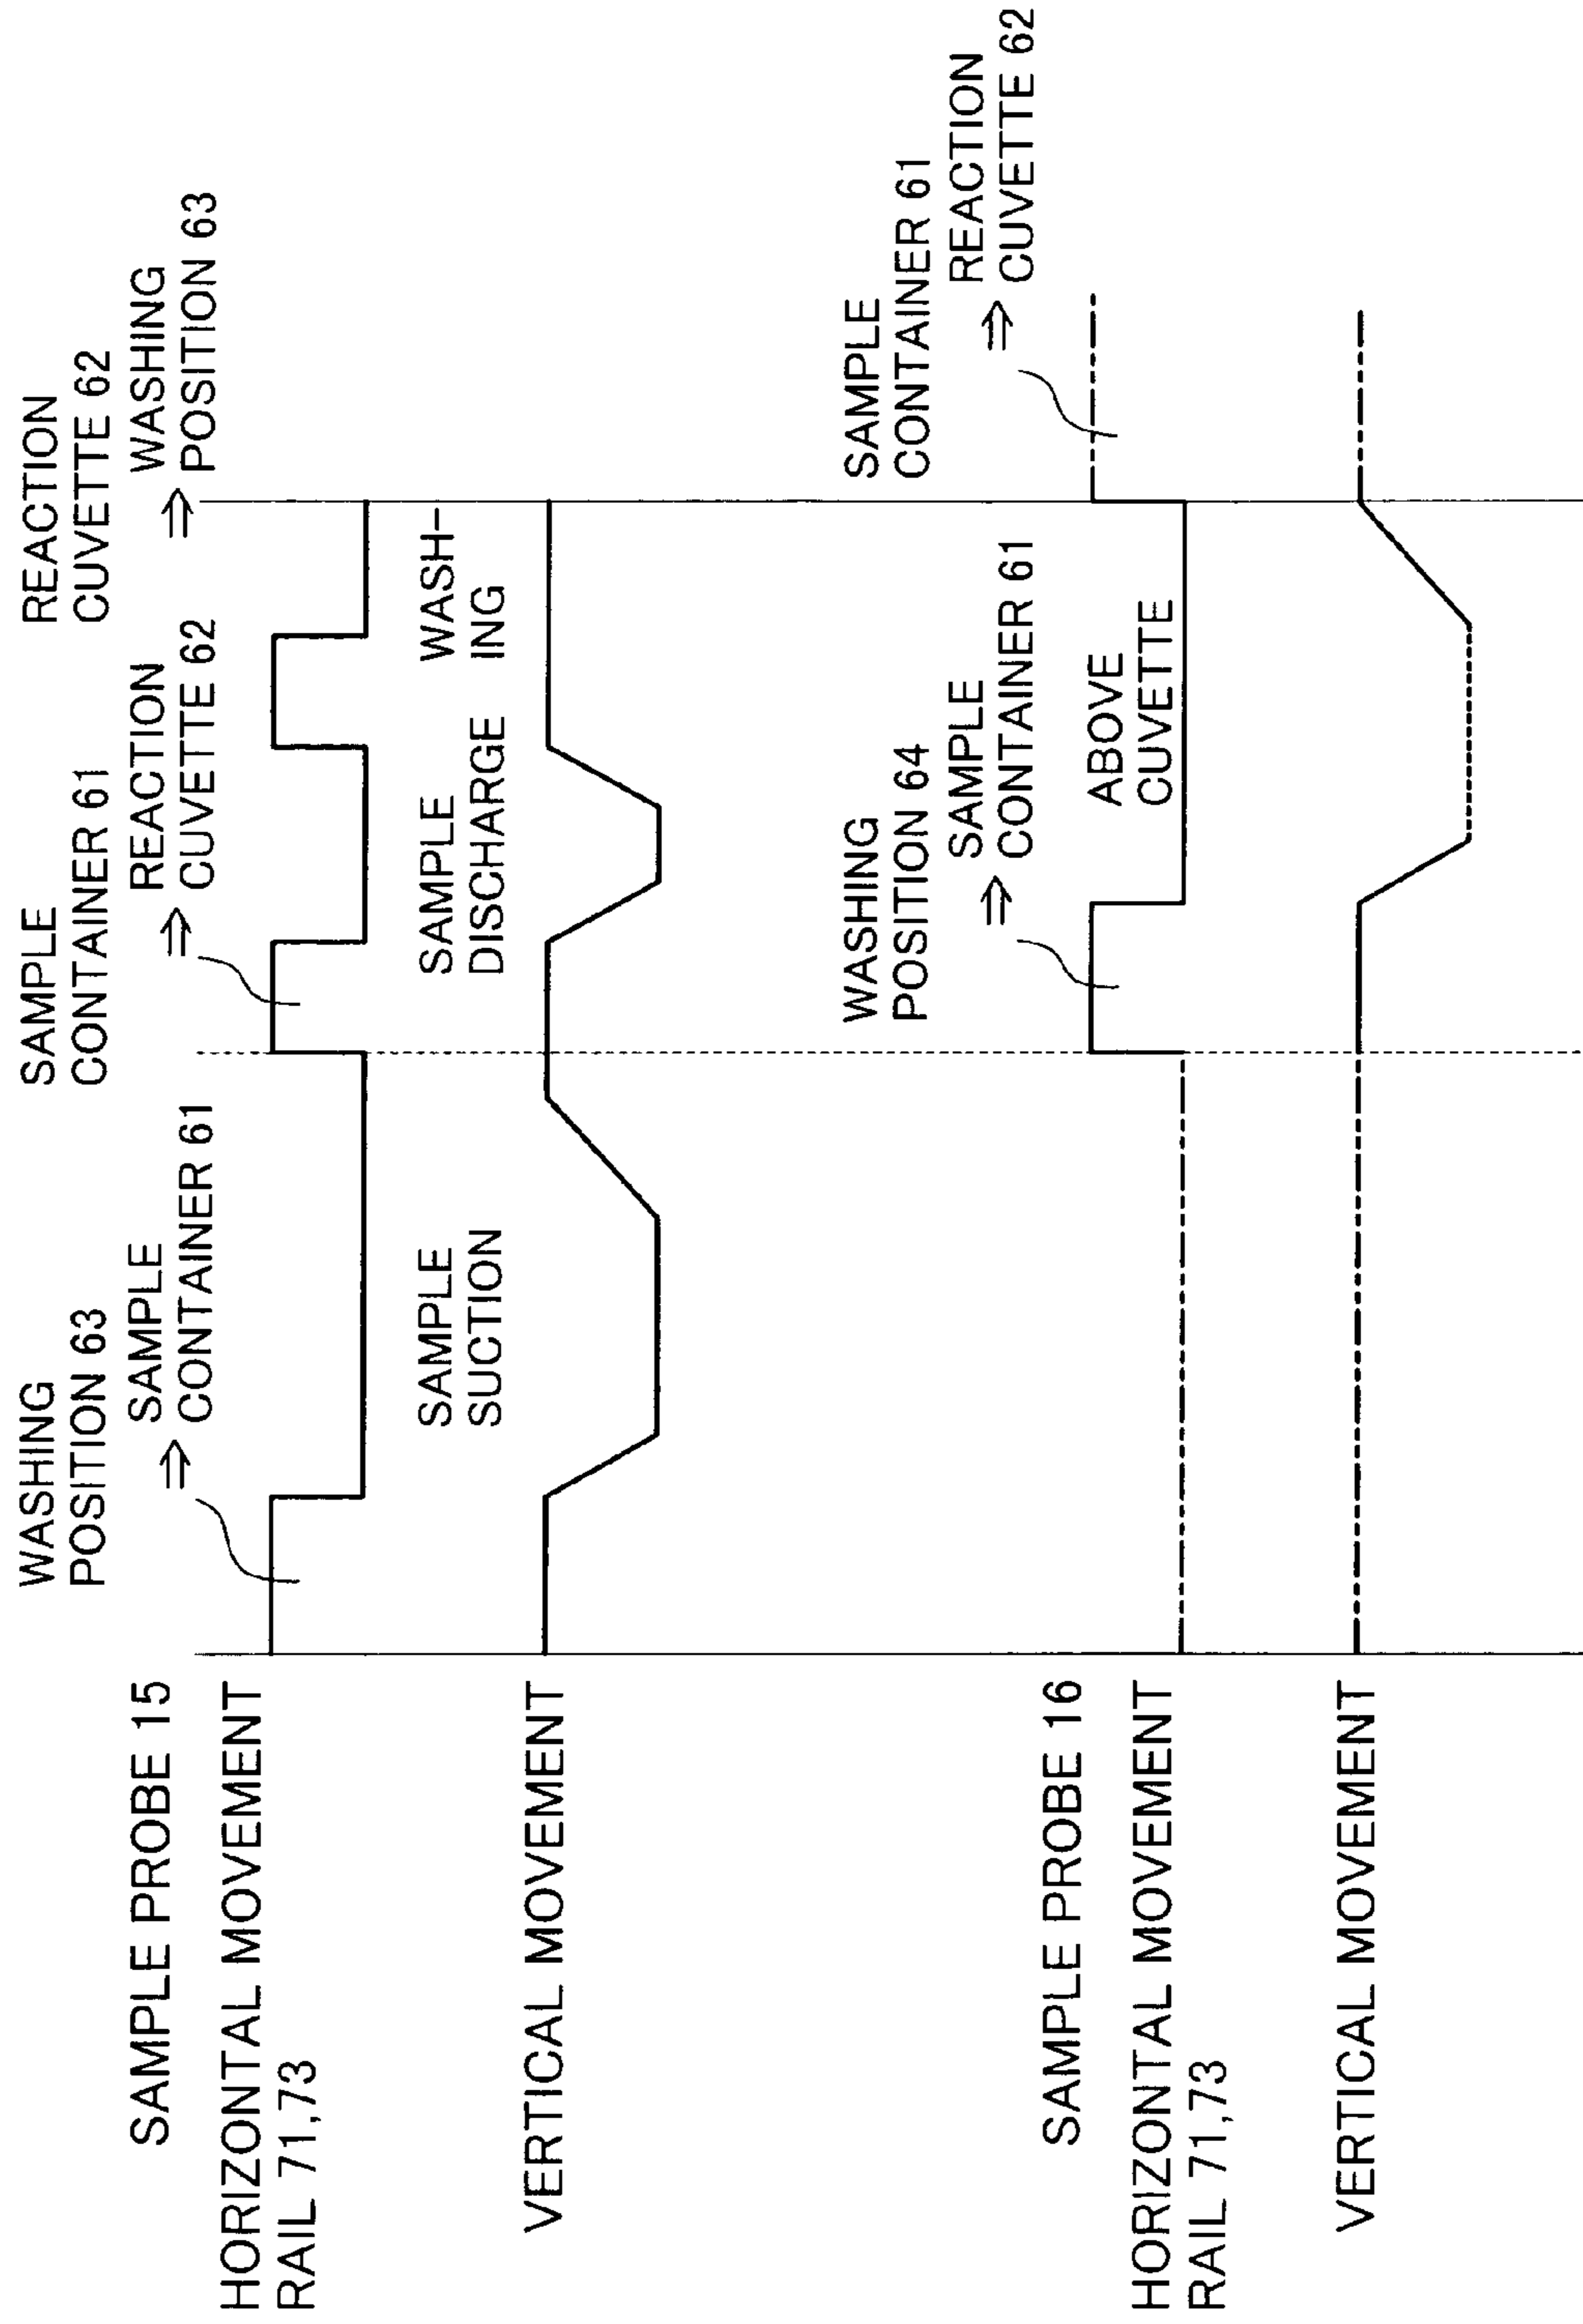 WASHING
POSITION 63
⇒ SAMPLE
CONTAINER 61
SAMPLE
CONTAINER 61
⇒ REACTION
CUVETTE 62
REACTION
CUVETTE 62
⇒ WASHING
POSITION 63
SAMPLE PROBE 15
HORIZONTAL MOVEMENT
RAIL 71,73
SAMPLE
SUCTION
SAMPLE
DISCHARGE
WASH-
ING
VERTICAL MOVEMENT
WASHING
POSITION 64
⇒ SAMPLE
CONTAINER 61
SAMPLE
CONTAINER 61
⇒ REACTION
CUVETTE 62
SAMPLE PROBE 16
HORIZONTAL MOVEMENT
RAIL 71,73
ABOVE
CUVETTE
VERTICAL MOVEMENT